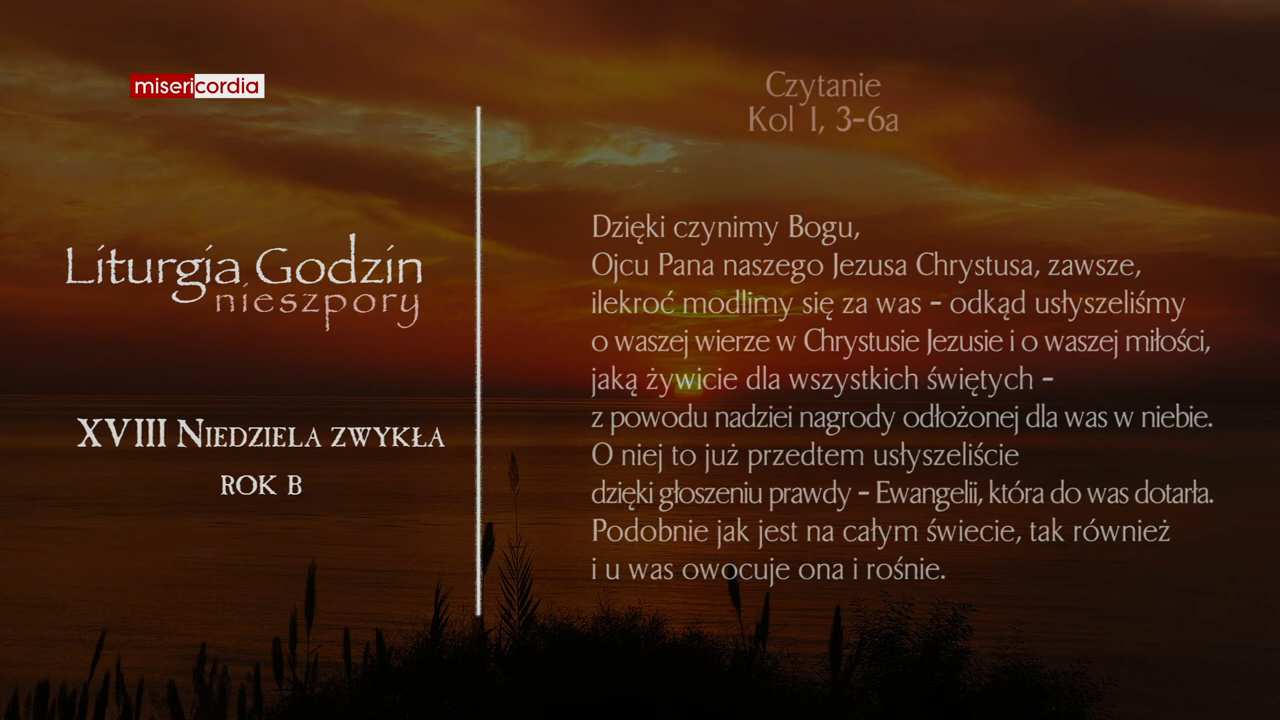 misericordia
Liturgia Godzin
nieszpory
XVIII Niedziela zwykła
rok B
Czytanie
Kol 1, 3-6a
Dzięki czynimy Bogu,
Ojcu Pana naszego Jezusa Chrystusa, zawsze,
ilekroć modlimy się za was - odkąd usłyszeliśmy
o waszej wierze w Chrystusie Jezusie i o waszej miłości,
jaką żywicie dla wszystkich świętych -
z powodu nadziei nagrody odłożonej dla was w niebie.
O niej to już przedtem usłyszeliście
dzięki głoszeniu prawdy - Ewangelii, która do was dotarła.
Podobnie jak jest na całym świecie, tak również
i u was owocuje ona i rośnie.